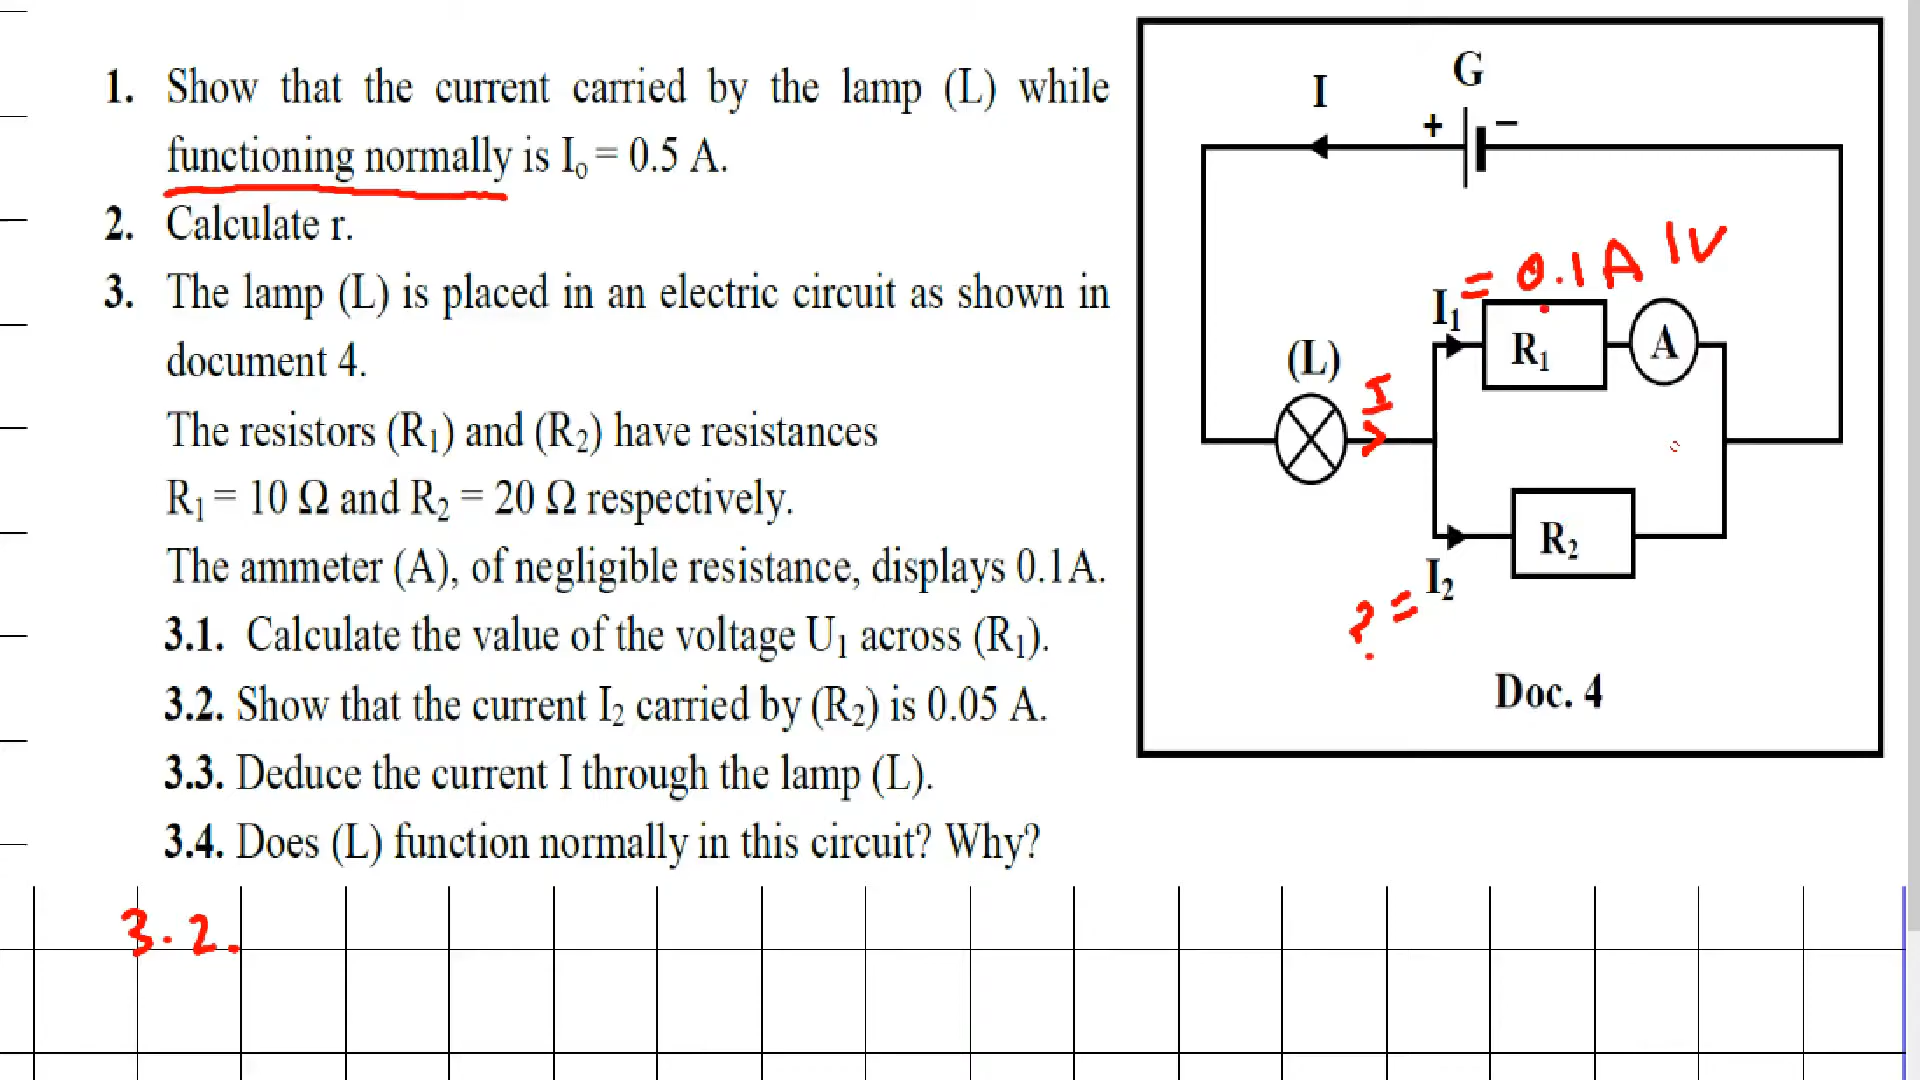 1. Show that the current carried by the lamp (L) while
functioning normally is Iₒ = 0.5 A.
2. Calculate r.
3. The lamp (L) is placed in an electric circuit as shown in
document 4.
The resistors (R₁) and (R₂) have resistances
R₁ = 10 Ω and R₂ = 20 Ω respectively.
The ammeter (A), of negligible resistance, displays 0.1A.
3.1. Calculate the value of the voltage U₁ across (R₁).
3.2. Show that the current I₂ carried by (R₂) is 0.05 A.
3.3. Deduce the current I through the lamp (L).
3.4. Does (L) function normally in this circuit? Why?
3.2.
G
I
+ −
I₁ = 0.1A 1V
R₁ A
(L) I
R₂
? = I₂
Doc. 4